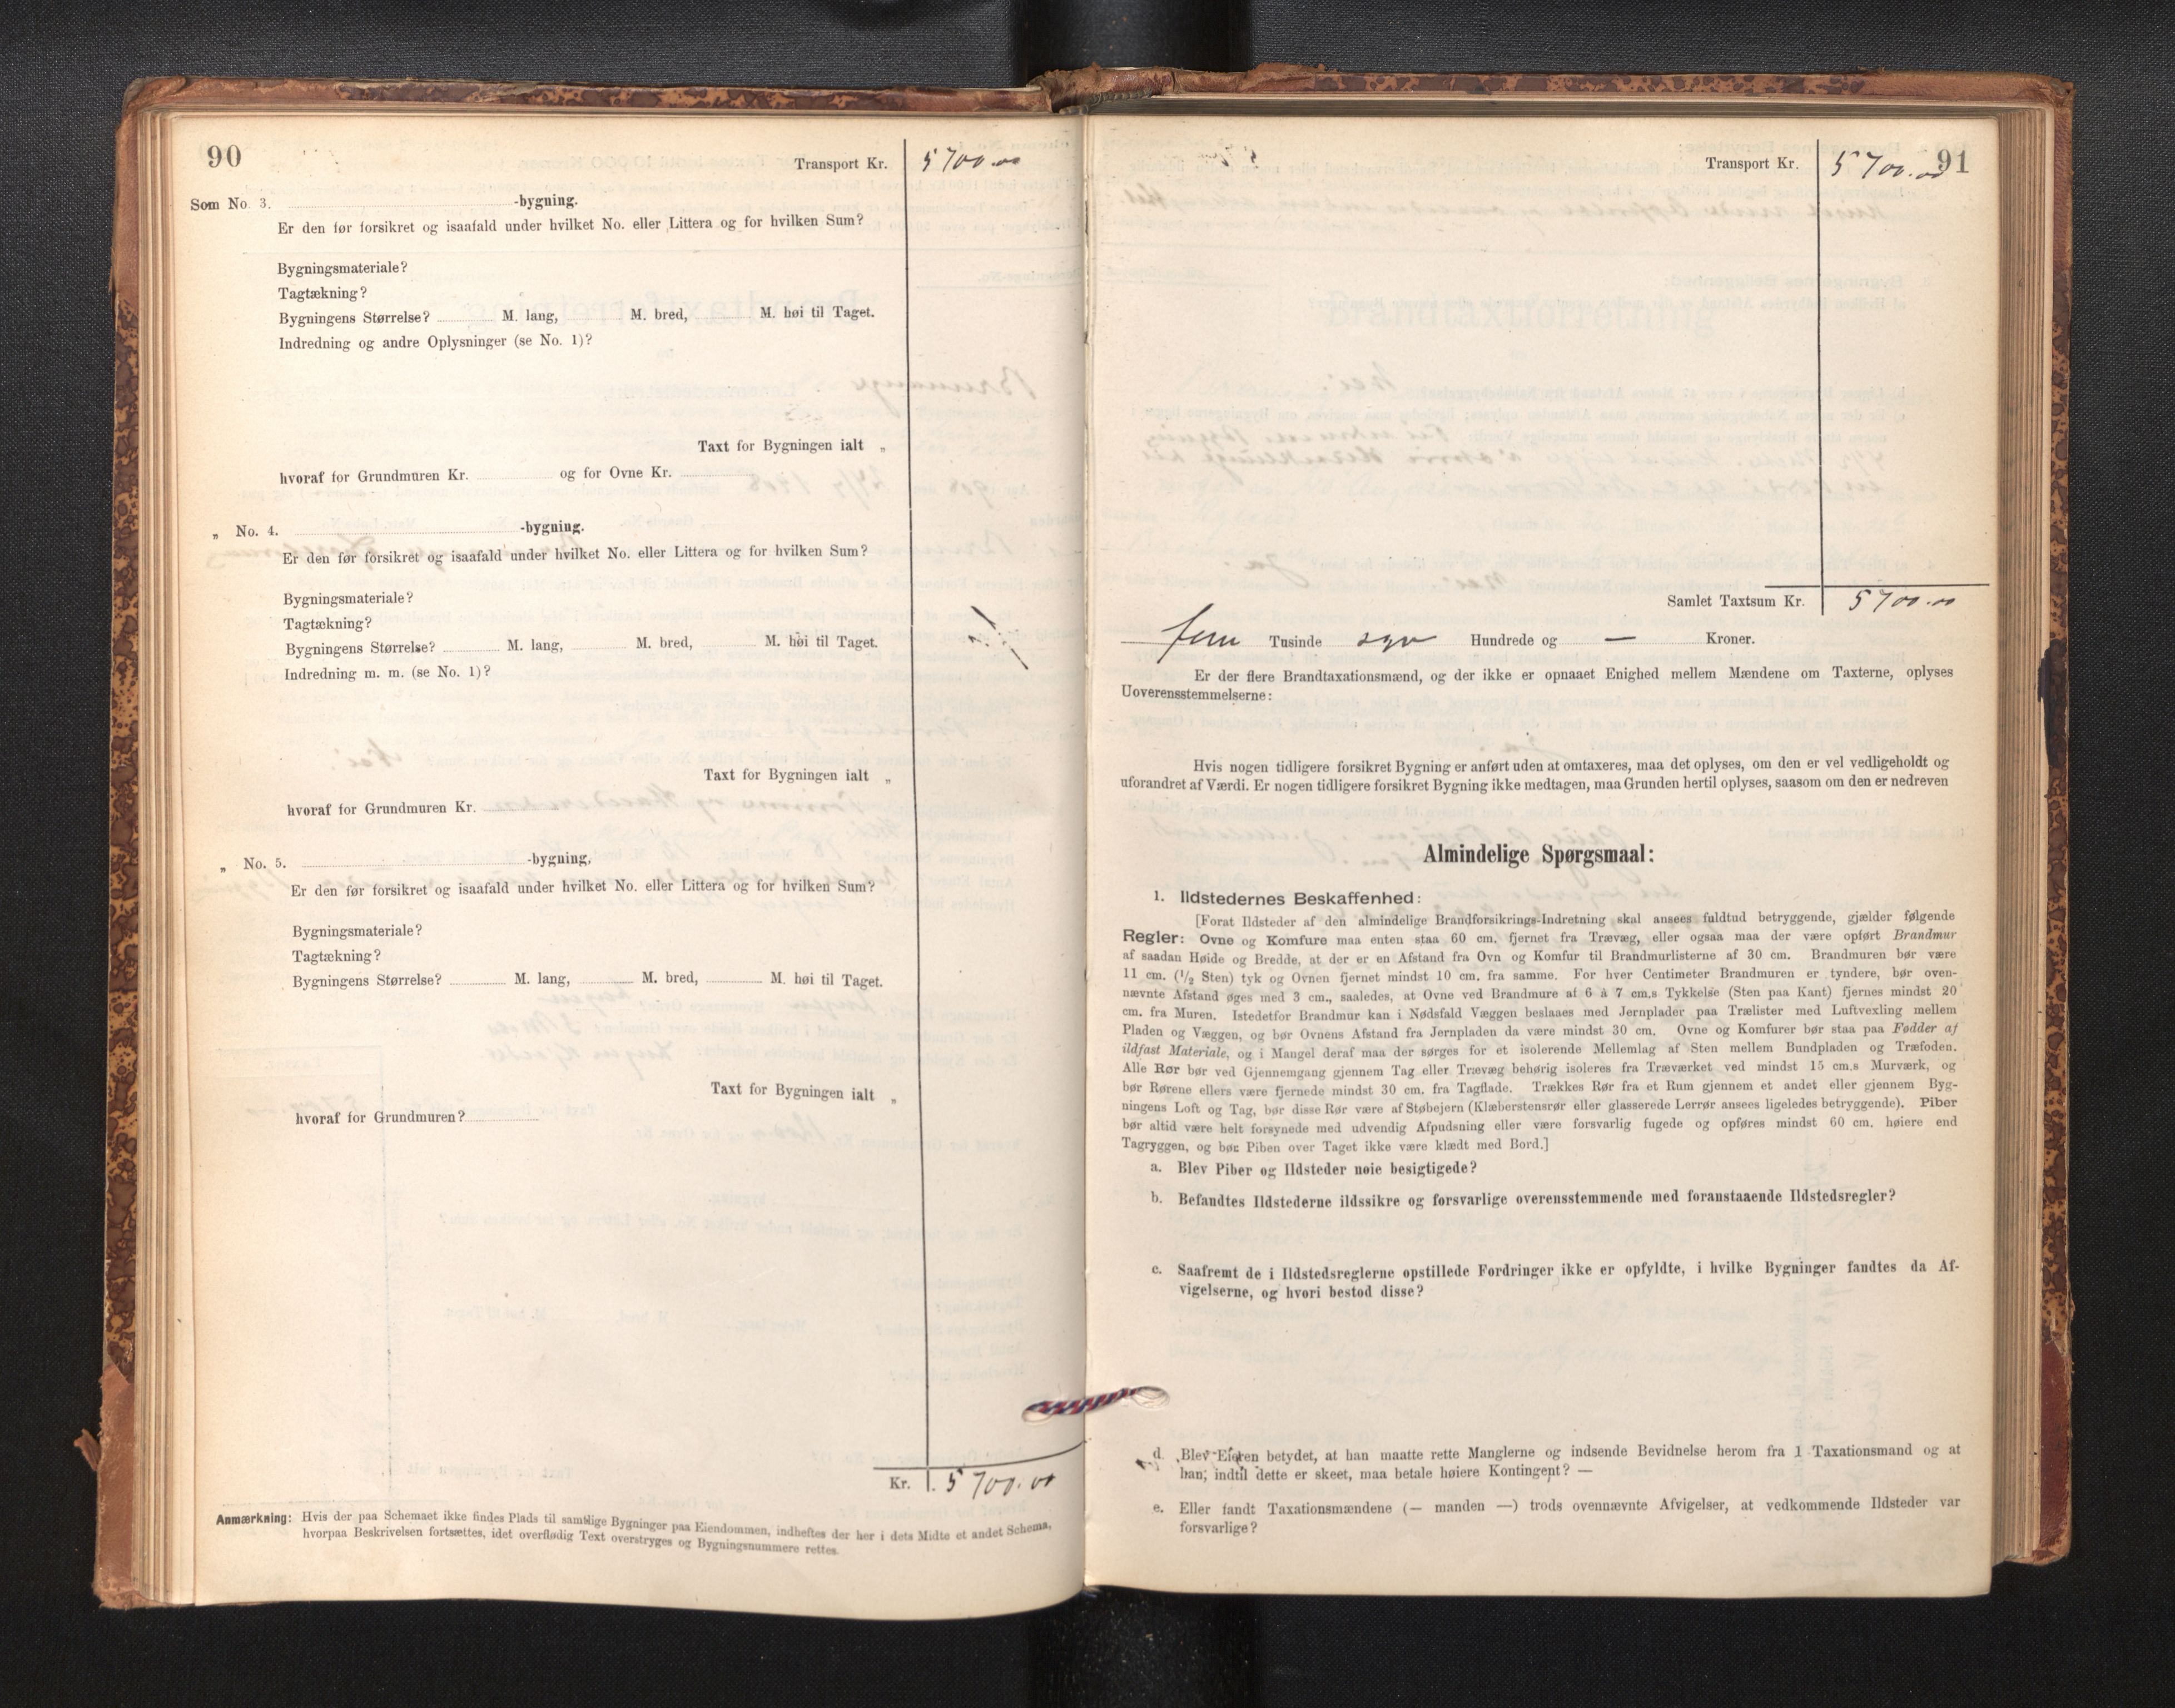 90
Transport Kr. 5700.00
Som No. 3. -bygning.
Er den før forsikret og isaafald under hvilket No. eller Littera og for hvilken Sum?
Bygningsmateriale?
Tagtækning?
Bygningens Størrelse? M. lang, M. bred, M. høi til Taget.
Indredning og andre Oplysninger (se No. 1)?
Taxt for Bygningen ialt „
hvoraf for Grundmuren Kr. og for Ovne Kr.
„ No. 4. -bygning.
Er den før forsikret og isaafald under hvilket No. eller Littera og for hvilken Sum?
Bygningsmateriale?
Tagtækning?
Bygningens Størrelse? M. lang, M. bred, M. høi til Taget.
Indredning m. m. (se No. 1)?
Taxt for Bygningen ialt „
hvoraf for Grundmuren Kr.
„ No. 5. -bygning,
Er den før forsikret og isaafald under hvilket No. eller Littera og for hvilken Sum?
Bygningsmateriale?
Tagtækning?
Bygningens Størrelse? M. lang, M. bred, M. høi til Taget.
Taxt for Bygningen ialt „
hvoraf for Grundmuren?
Kr. 5700.00
Anmærkning: Hvis der paa Schemaet ikke findes Plads til samtlige Bygninger paa Eiendommen, indheftes der her i dets Midte et andet Schema,
hvorpaa Beskrivelsen fortsættes, idet overflødig Text overstryges og Bygningsnummere rettes.
91
Transport Kr. 5700.00
Samlet Taxtsum Kr. 5700.00
fem Tusinde syv Hundrede og — Kroner.
Er der flere Brandtaxationsmænd, og der ikke er opnaaet Enighed mellem Mændene om Taxterne, oplyses
Uoverensstemmelserne:
Hvis nogen tidligere forsikret Bygning er anført uden at omtaxeres, maa det oplyses, om den er vel vedligeholdt og
uforandret af Værdi. Er nogen tidligere forsikret Bygning ikke medtagen, maa Grunden hertil oplyses, saasom om den er nedreven
Almindelige Spørgsmaal:
1. Ildstedernes Beskaffenhed:
[Forat Ildsteder af den almindelige Brandforsikrings-Indretning skal ansees fuldtud betryggende, gjælder følgende
Regler: Ovne og Komfure maa enten staa 60 cm. fjernet fra Trævæg, eller ogsaa maa der være opført Brandmur
af saadan Høide og Bredde, at der er en Afstand fra Ovn og Komfur til Brandmurlisterne af 30 cm. Brandmuren bør være
11 cm. (1/2 Sten) tyk og Ovnen fjernet mindst 10 cm. fra samme. For hver Centimeter Brandmuren er tyndere, bør oven-
nævnte Afstand øges med 3 cm., saaledes, at Ovne ved Brandmure af 6 à 7 cm.s Tykkelse (Sten paa Kant) fjernes mindst 20
cm. fra Muren. Istedetfor Brandmur kan i Nødsfald Væggen beslaaes med Jernplader paa Trælister med Luftvexling mellem
Pladen og Væggen, og bør Ovnens Afstand fra Jernpladen da være mindst 30 cm. Ovne og Komfurer bør staa paa Fødder af
ildfast Materiale, og i Mangel deraf maa der sørges for et isolerende Mellemlag af Sten mellem Bundpladen og Træfoden.
Alle Rør bør ved Gjennemgang gjennem Tag eller Trævæg behørig isoleres fra Træværket ved mindst 15 cm.s Murværk, og
bør Rørene ellers være fjernede mindst 30 cm. fra Tagflade. Trækkes Rør fra et Rum gjennem et andet eller gjennem Byg-
ningens Loft og Tag, bør disse Rør være af Støbejern (Klæberstensrør eller glasserede Lerrør ansees ligeledes betryggende). Piber
bør altid være helt forsynede med udvendig Afpudsning eller være forsvarlig fugede og opføres mindst 60 cm. høiere end
Tagryggen, og bør Piben over Taget ikke være klædt med Bord.]
a. Blev Piber og Ildsteder nøie besigtigede?
b. Befandtes Ildstederne ildssikre og forsvarlige overensstemmende med foranstaaende Ildstedsregler?
c. Saafremt de i Ildstedsreglerne opstillede Fordringer ikke er opfyldte, i hvilke Bygninger fandtes da Af-
vigelserne, og hvori bestod disse?
d. Blev Eieren betydet, at han maatte rette Manglerne og indsende Bevidnelse herom fra 1 Taxationsmand og at
han, indtil dette er skeet, maa betale høiere Kontingent? —
e. Eller fandt Taxationsmændene (— manden —) trods ovennævnte Afvigelser, at vedkommende Ildsteder var
forsvarlige?